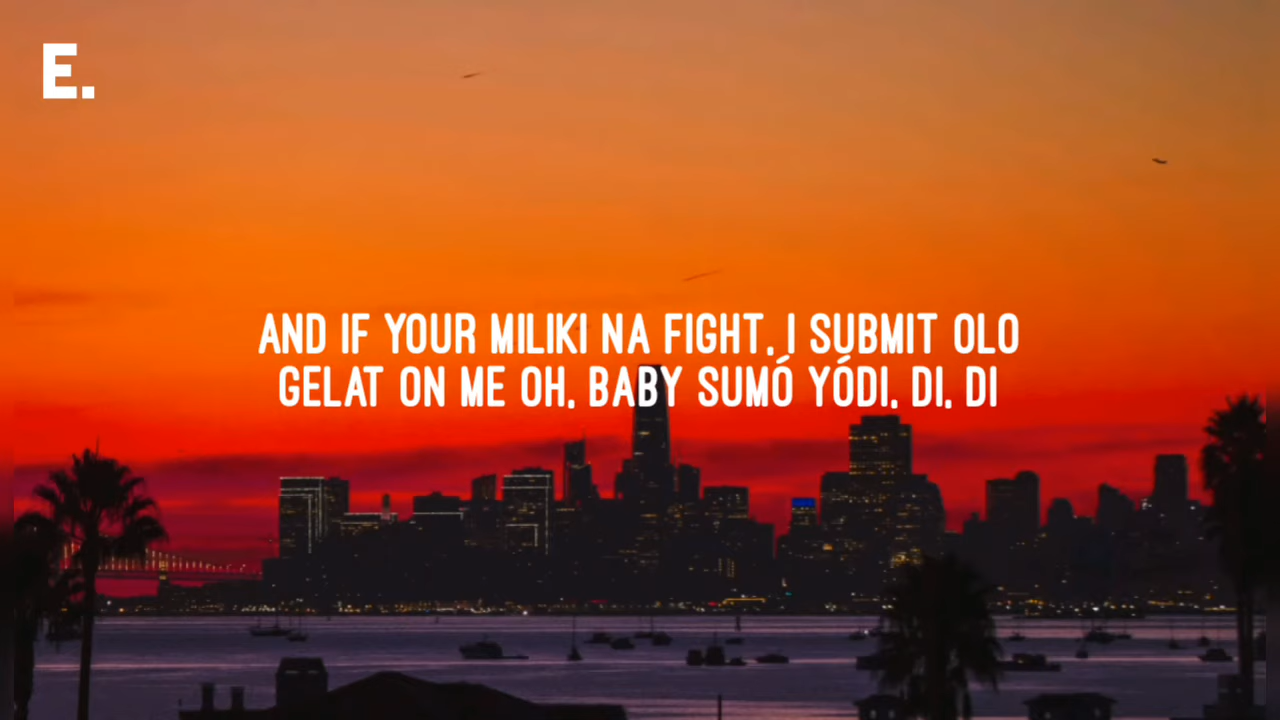 E.
AND IF YOUR MILIKI NA FIGHT, I SUBMIT OLO
GELAT ON ME OH, BABY SUMÓ YÓDI, DI, DI